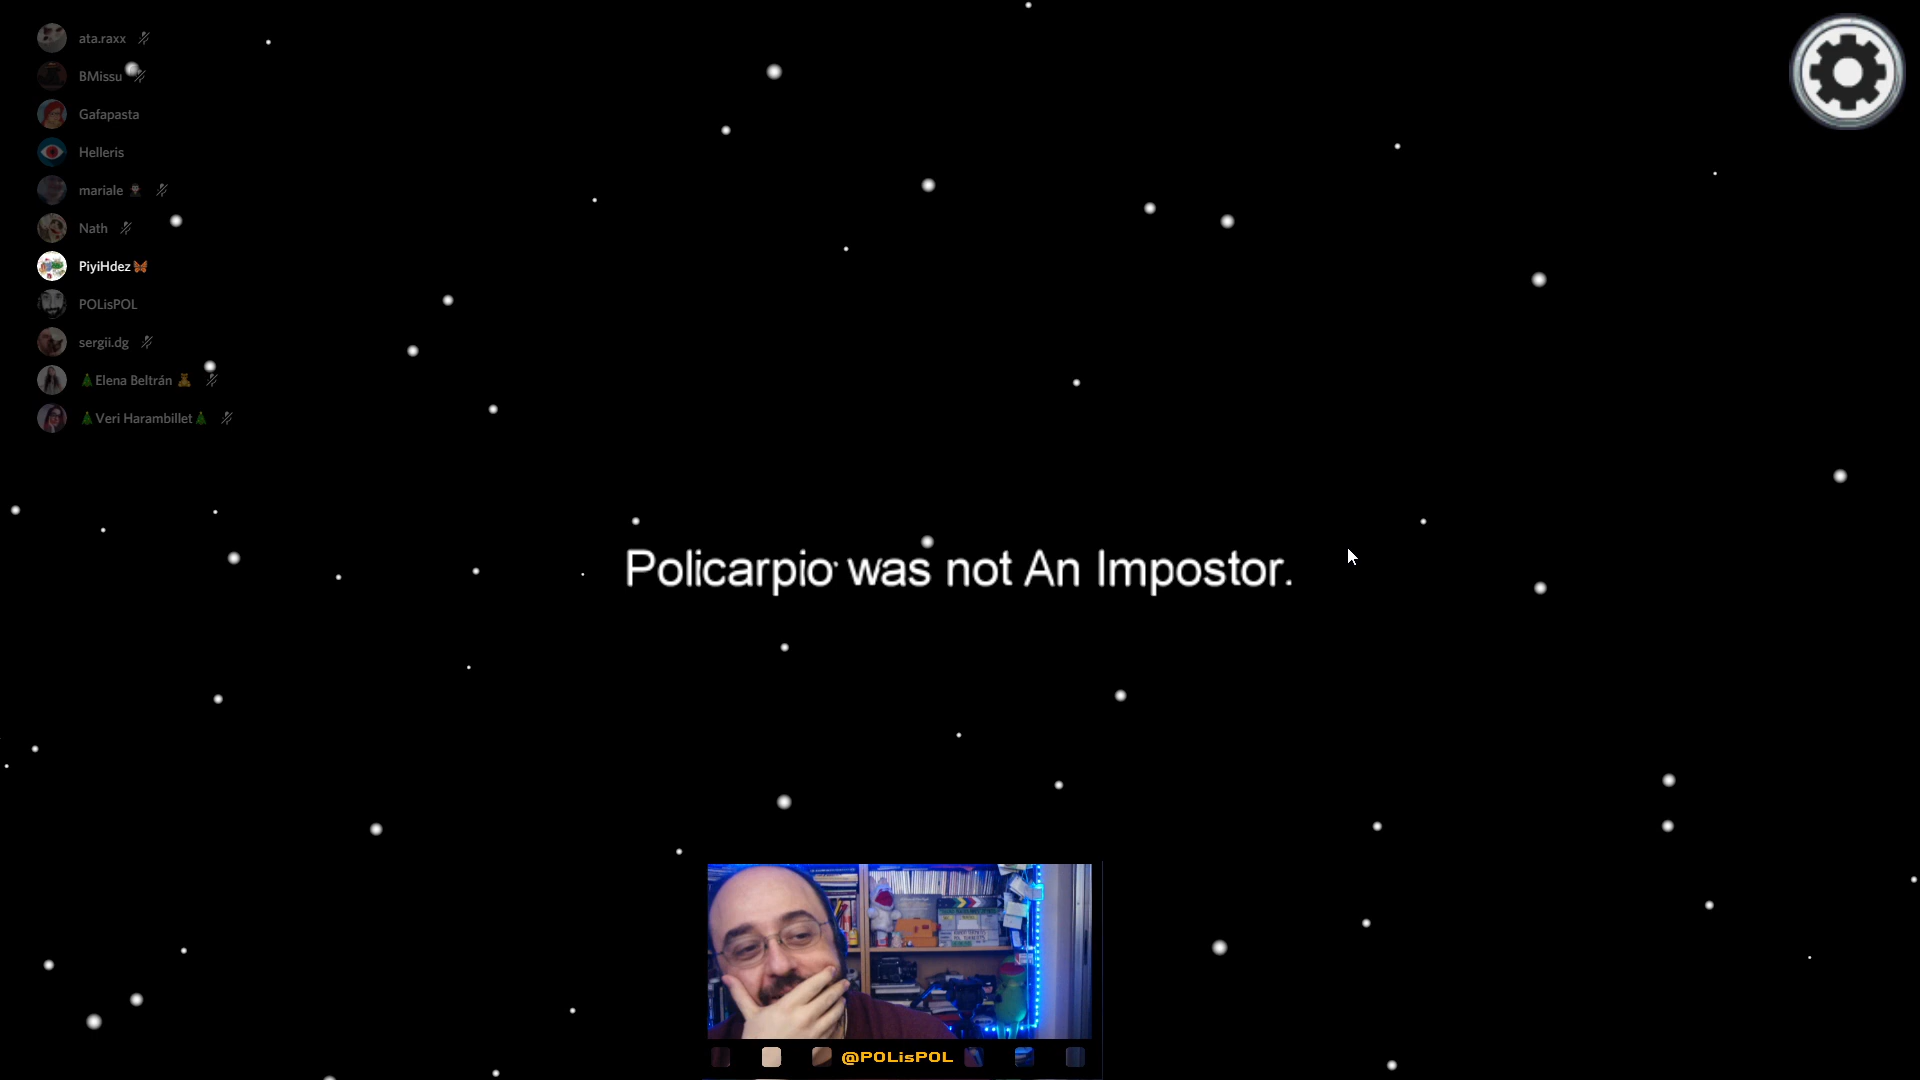 ata.raxx
BMissu
Gafapasta
Helleris
mariale
Nath
PiyiHdez
POLisPOL
sergii.dg
Elena Beltrán
Veri Harambillet
Policarpio was not An Impostor.
@POLisPOL